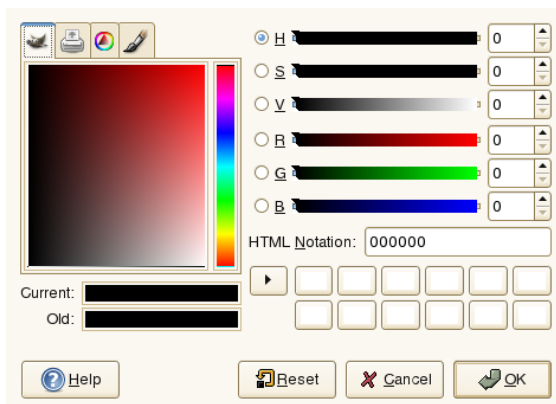 H 0
S 0
V 0
R 0
G 0
B 0
HTML Notation: 000000
Current:
Old:
Help Reset Cancel OK